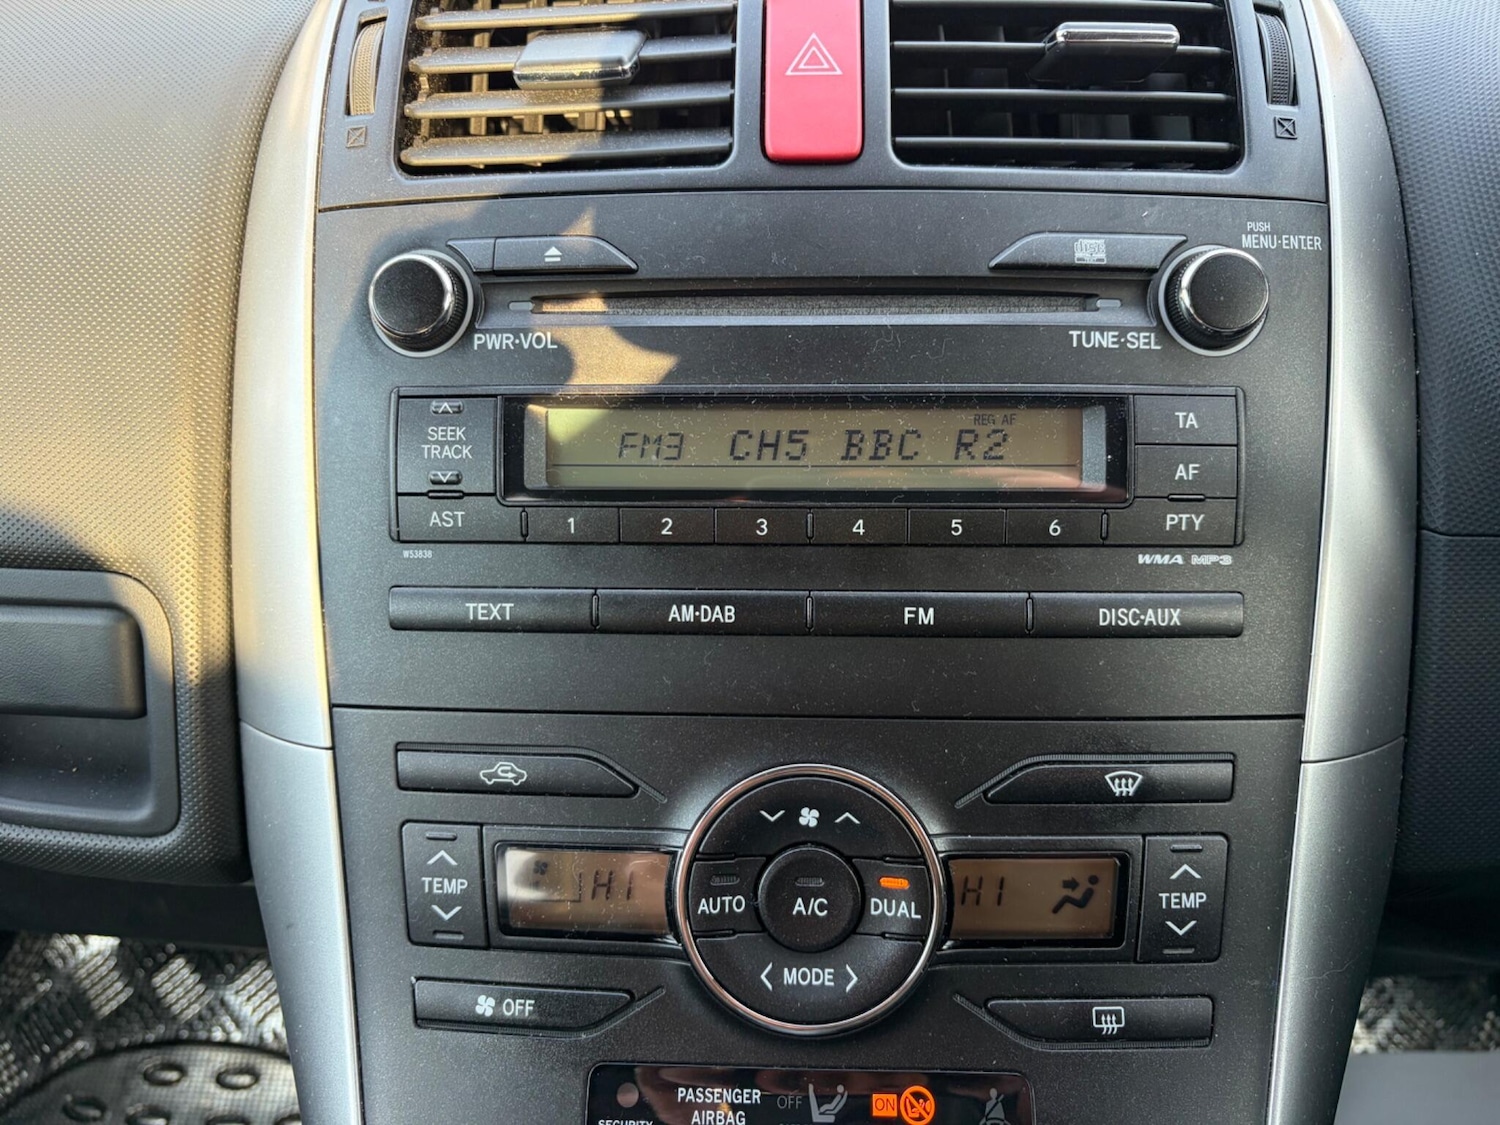 PUSH
MENU·ENTER
PWR·VOL
TUNE·SEL
SEEK
TRACK
REG AF
FM3 CH5 BBC R2
TA
AF
AST
1 2 3 4 5 6
PTY
W53838
WMA MP3
TEXT
AM·DAB
FM
DISC·AUX
TEMP
HI
AUTO
A/C
DUAL
HI
TEMP
MODE
OFF
PASSENGER
AIRBAG
OFF
ON
SECURITY